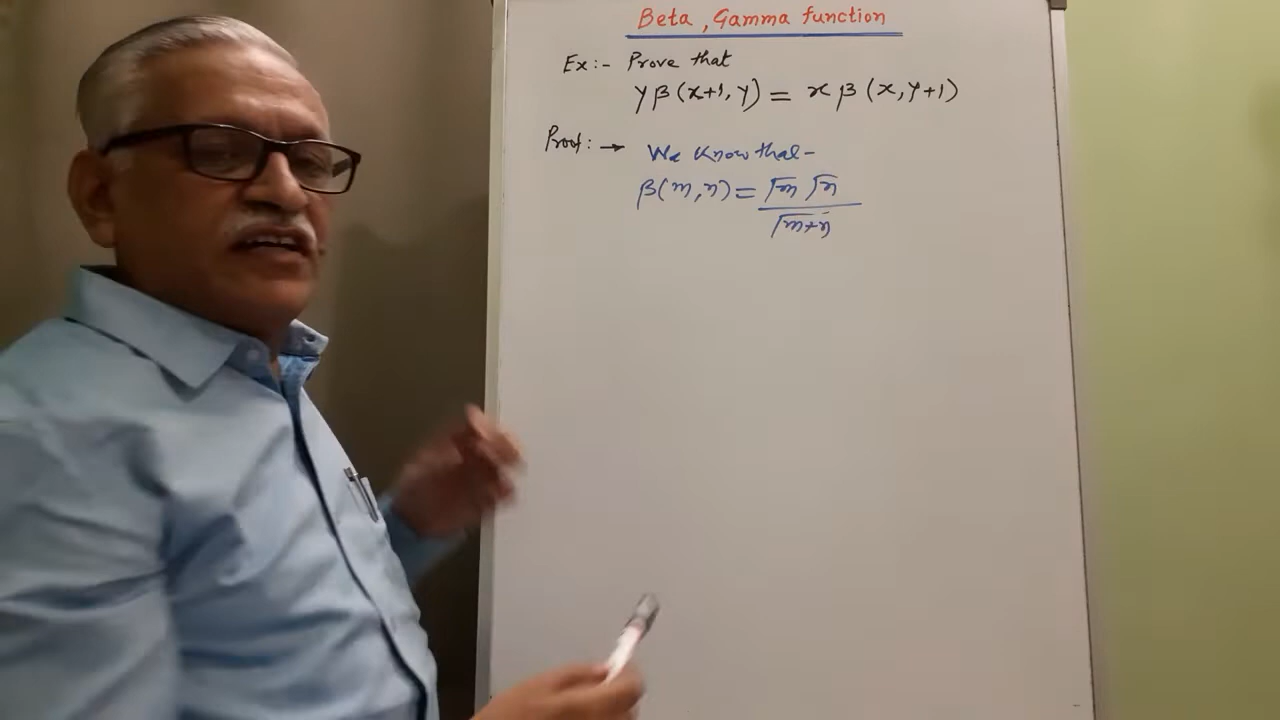 Beta, Gamma function
Ex:- Prove that
yβ(x+1, y) = xβ(x, y+1)
Proof:→ We know that-
β(m,n) = Γm Γn
Γm+n